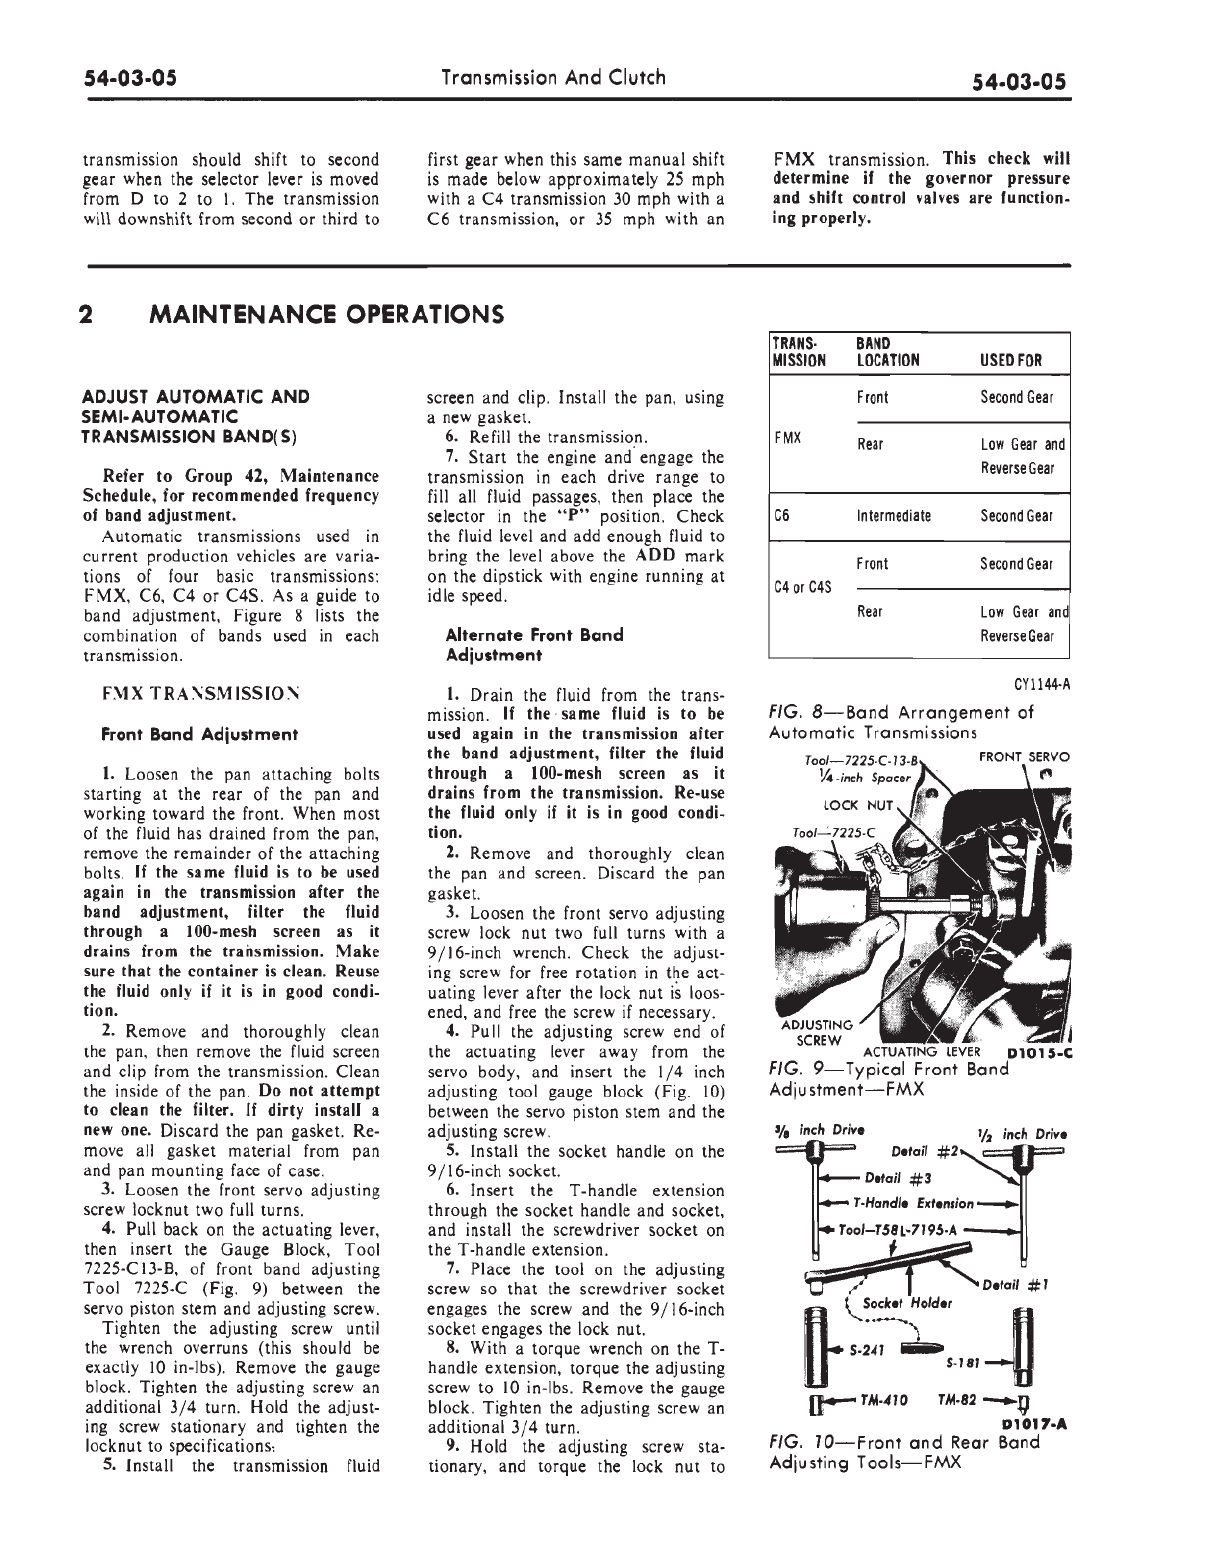 54-03-05
Transmission And Clutch
54-03-05
transmission should shift to second
gear when the selector lever is moved
from D to 2 to 1. The transmission
will downshift from second or third to
first gear when this same manual shift
is made below approximately 25 mph
with a C4 transmission 30 mph with a
C6 transmission, or 35 mph with an
FMX transmission. This check will
determine if the governor pressure
and shift control valves are function-
ing properly.
2 MAINTENANCE OPERATIONS
ADJUST AUTOMATIC AND
SEMI-AUTOMATIC
TRANSMISSION BAND(S)
Refer to Group 42, Maintenance
Schedule, for recommended frequency
of band adjustment.
Automatic transmissions used in
current production vehicles are varia-
tions of four basic transmissions:
FMX, C6, C4 or C4S. As a guide to
band adjustment, Figure 8 lists the
combination of bands used in each
transmission.
FMX TRANSMISSION
Front Band Adjustment
1. Loosen the pan attaching bolts
starting at the rear of the pan and
working toward the front. When most
of the fluid has drained from the pan,
remove the remainder of the attaching
bolts. If the same fluid is to be used
again in the transmission after the
band adjustment, filter the fluid
through a 100-mesh screen as it
drains from the transmission. Make
sure that the container is clean. Reuse
the fluid only if it is in good condi-
tion.
2. Remove and thoroughly clean
the pan, then remove the fluid screen
and clip from the transmission. Clean
the inside of the pan. Do not attempt
to clean the filter. If dirty install a
new one. Discard the pan gasket. Re-
move all gasket material from pan
and pan mounting face of case.
3. Loosen the front servo adjusting
screw locknut two full turns.
4. Pull back on the actuating lever,
then insert the Gauge Block, Tool
7225-C13-B, of front band adjusting
Tool 7225-C (Fig. 9) between the
servo piston stem and adjusting screw.
Tighten the adjusting screw until
the wrench overruns (this should be
exactly 10 in-lbs). Remove the gauge
block. Tighten the adjusting screw an
additional 3/4 turn. Hold the adjust-
ing screw stationary and tighten the
locknut to specifications.
5. Install the transmission fluid
screen and clip. Install the pan, using
a new gasket.
6. Refill the transmission.
7. Start the engine and engage the
transmission in each drive range to
fill all fluid passages, then place the
selector in the “P” position. Check
the fluid level and add enough fluid to
bring the level above the ADD mark
on the dipstick with engine running at
idle speed.
Alternate Front Band
Adjustment
1. Drain the fluid from the trans-
mission. If the same fluid is to be
used again in the transmission after
the band adjustment, filter the fluid
through a 100-mesh screen as it
drains from the transmission. Re-use
the fluid only if it is in good condi-
tion.
2. Remove and thoroughly clean
the pan and screen. Discard the pan
gasket.
3. Loosen the front servo adjusting
screw lock nut two full turns with a
9/16-inch wrench. Check the adjust-
ing screw for free rotation in the act-
uating lever after the lock nut is loos-
ened, and free the screw if necessary.
4. Pull the adjusting screw end of
the actuating lever away from the
servo body, and insert the 1/4 inch
adjusting tool gauge block (Fig. 10)
between the servo piston stem and the
adjusting screw.
5. Install the socket handle on the
9/16-inch socket.
6. Insert the T-handle extension
through the socket handle and socket,
and install the screwdriver socket on
the T-handle extension.
7. Place the tool on the adjusting
screw so that the screwdriver socket
engages the screw and the 9/16-inch
socket engages the lock nut.
8. With a torque wrench on the T-
handle extension, torque the adjusting
screw to 10 in-lbs. Remove the gauge
block. Tighten the adjusting screw an
additional 3/4 turn.
9. Hold the adjusting screw sta-
tionary, and torque the lock nut to
TRANS- BAND
MISSION LOCATION USED FOR
Front Second Gear
FMX Rear Low Gear and
Reverse Gear
C6 Intermediate Second Gear
Front Second Gear
C4 or C4S
Rear Low Gear and
Reverse Gear
CY1144-A
FIG. 8—Band Arrangement of
Automatic Transmissions
Tool—7225-C-13-B
1/4-inch Spacer
FRONT SERVO
LOCK NUT
Tool—7225-C
ADJUSTING
SCREW
ACTUATING LEVER
D1015-C
FIG. 9—Typical Front Band
Adjustment—FMX
3/8 inch Drive
1/2 inch Drive
Detail #2
Detail #3
T-Handle Extension
Tool—T58L-7195-A
Detail #1
Socket Holder
S-241
S-181
TM-410 TM-82
D1017-A
FIG. 10—Front and Rear Band
Adjusting Tools—FMX